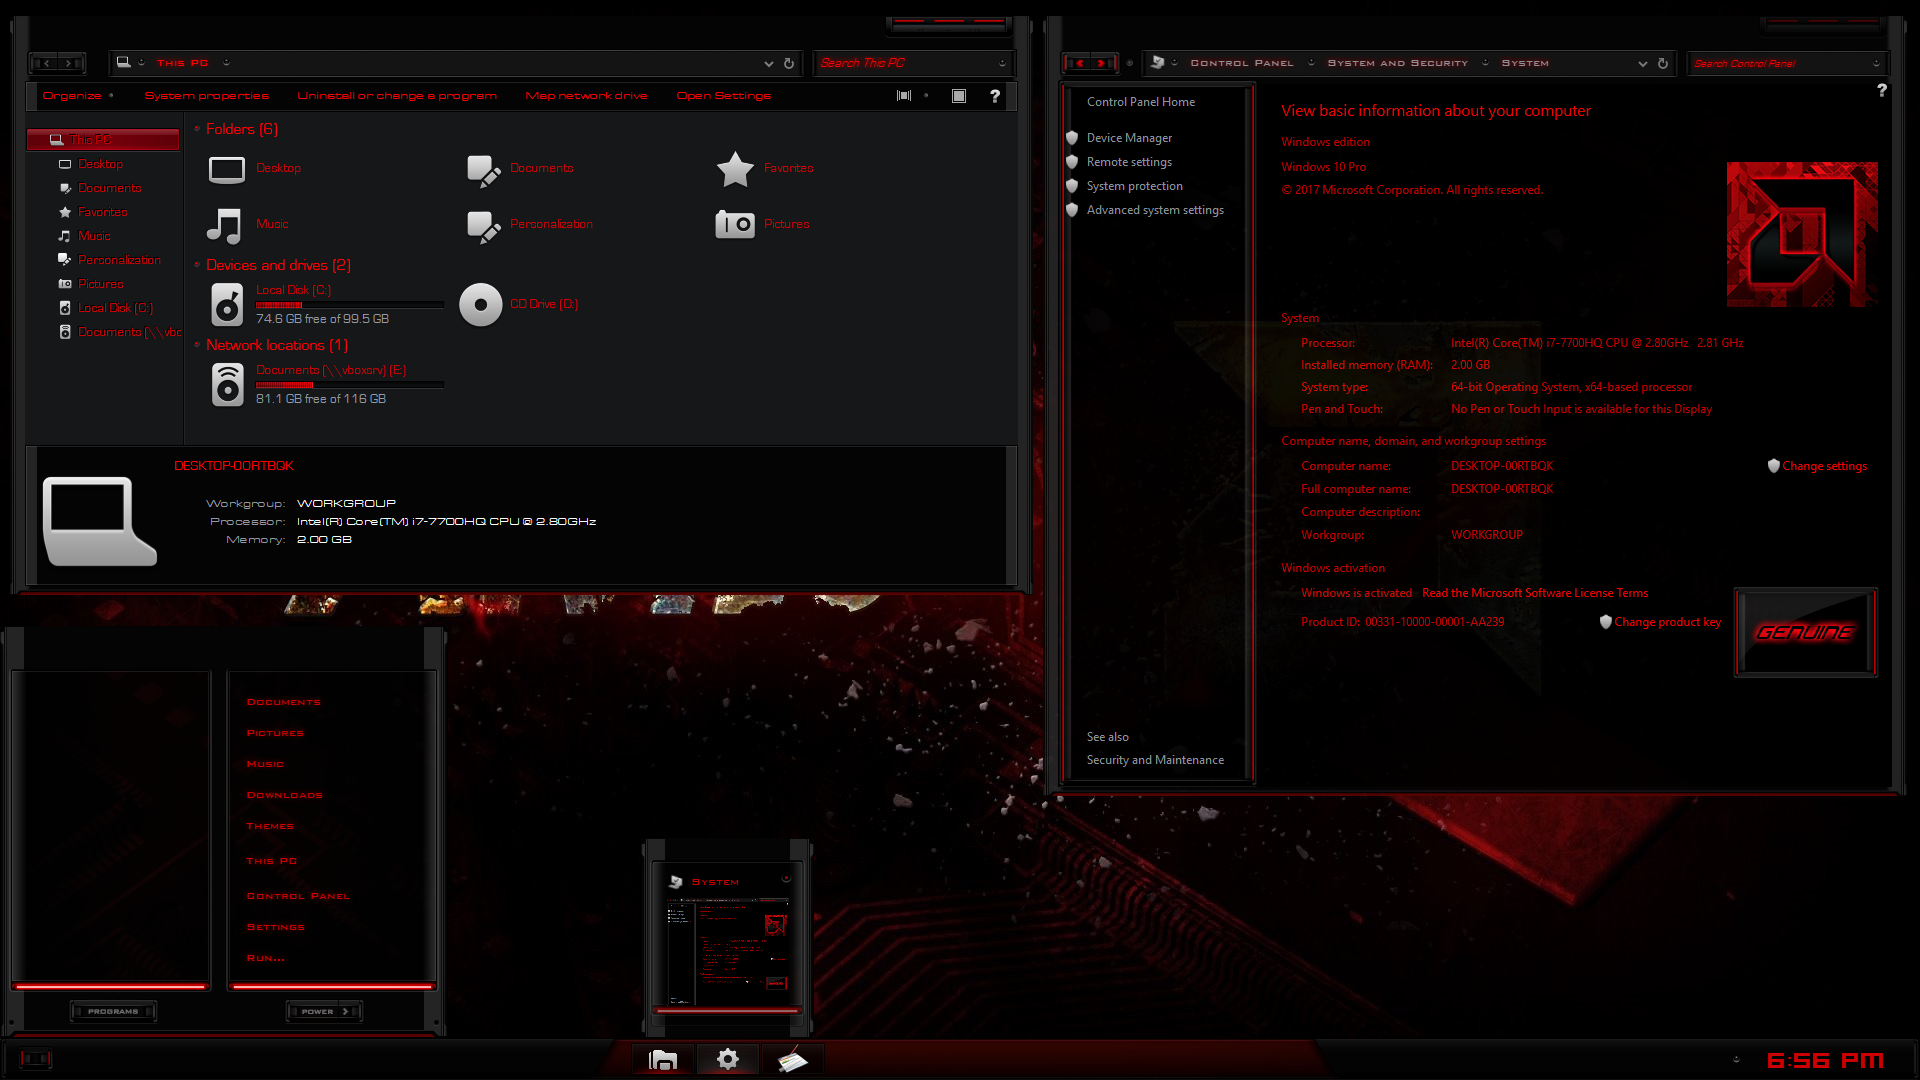 This PC
Search This PC
Organize
System properties
Uninstall or change a program
Map network drive
Open Settings
?
This PC
Desktop
Documents
Favorites
Music
Personalization
Pictures
Local Disk (C:)
Documents (\\vbo
Folders (6)
Desktop
Documents
Favorites
Music
Personalization
Pictures
Devices and drives (2)
Local Disk (C:)
74.6 GB free of 99.5 GB
CD Drive (D:)
Network locations (1)
Documents (\\vboxsrv) (E:)
81.1 GB free of 116 GB
DESKTOP-00RTBQK
Workgroup: WORKGROUP
Processor: Intel(R) Core(TM) i7-7700HQ CPU @ 2.80GHz
Memory: 2.00 GB
Control Panel
System and Security
System
Search Control Panel
?
Control Panel Home
Device Manager
Remote settings
System protection
Advanced system settings
See also
Security and Maintenance
View basic information about your computer
Windows edition
Windows 10 Pro
© 2017 Microsoft Corporation. All rights reserved.
System
Processor: Intel(R) Core(TM) i7-7700HQ CPU @ 2.80GHz 2.81 GHz
Installed memory (RAM): 2.00 GB
System type: 64-bit Operating System, x64-based processor
Pen and Touch: No Pen or Touch Input is available for this Display
Computer name, domain, and workgroup settings
Computer name: DESKTOP-00RTBQK
Change settings
Full computer name: DESKTOP-00RTBQK
Computer description:
Workgroup: WORKGROUP
Windows activation
Windows is activated Read the Microsoft Software License Terms
Product ID: 00331-10000-00001-AA239
Change product key
GENUINE
Documents
Pictures
Music
Downloads
Themes
This PC
Control Panel
Settings
Run...
PROGRAMS
POWER
System
6:56 PM